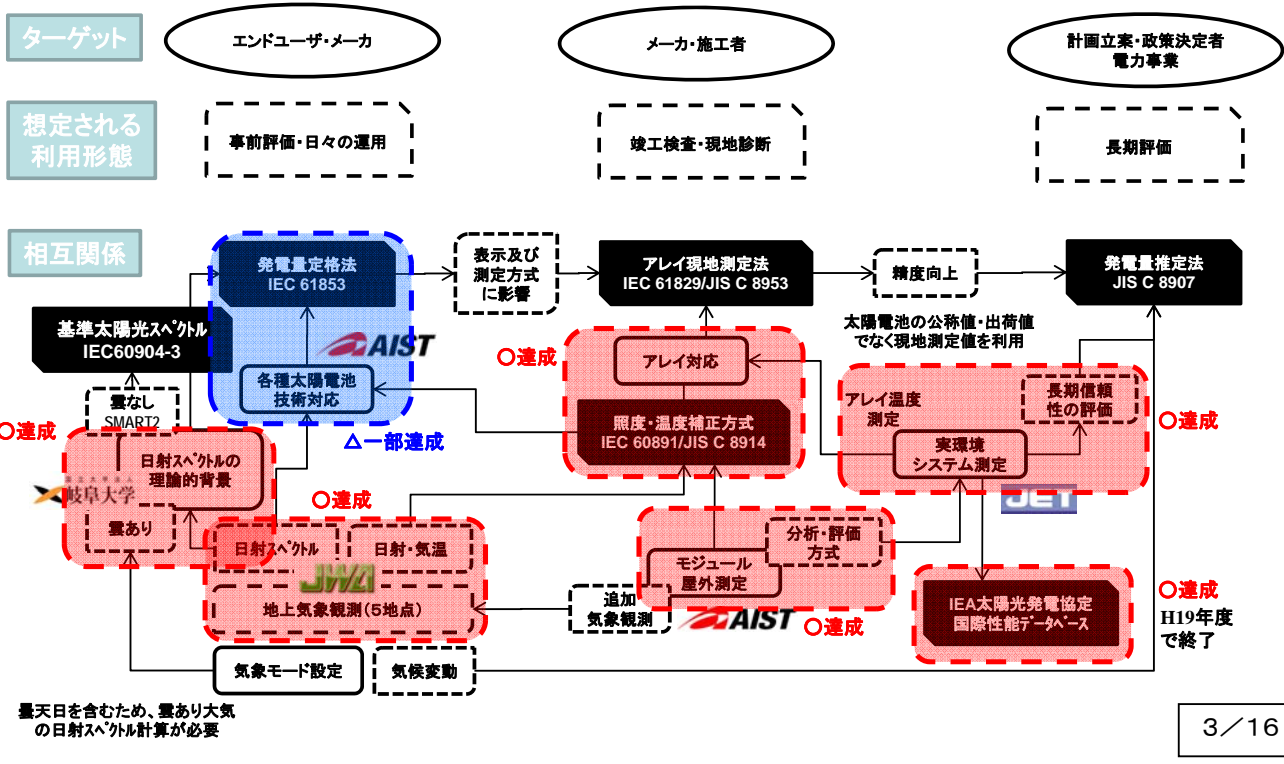 ターゲット
エンドユーザ・メーカ
メーカ・施工者
計画立案・政策決定者
電力事業
想定される
利用形態
事前評価・日々の運用
竣工検査・現地診断
長期評価
相互関係
発電量定格法
IEC 61853
表示及び
測定方式
に影響
アレイ現地測定法
IEC 61829/JIS C 8953
精度向上
発電量推定法
JIS C 8907
太陽電池の公称値・出荷値
でなく現地測定値を利用
基準太陽光スペクトル
IEC60904-3
AIST
各種太陽電池
技術対応
△一部達成
〇達成
アレイ対応
照度・温度補正方式
IEC 60891/JIS C 8914
アレイ温度
測定
長期信頼
性の評価
実環境
システム測定
JET
〇達成
雲なし
SMART2
〇達成
日射スペクトルの
理論的背景
岐阜大学
雲あり
〇達成
日射スペクトル
日射・気温
JWA
地上気象観測(5地点)
追加
気象観測
モジュール
屋外測定
分析・評価
方式
AIST
〇達成
IEA太陽光発電協定
国際性能データベース
〇達成
H19年度
で終了
気象モード設定
気候変動
曇天日を含むため、雲あり大気
の日射スペクトル計算が必要
3／16